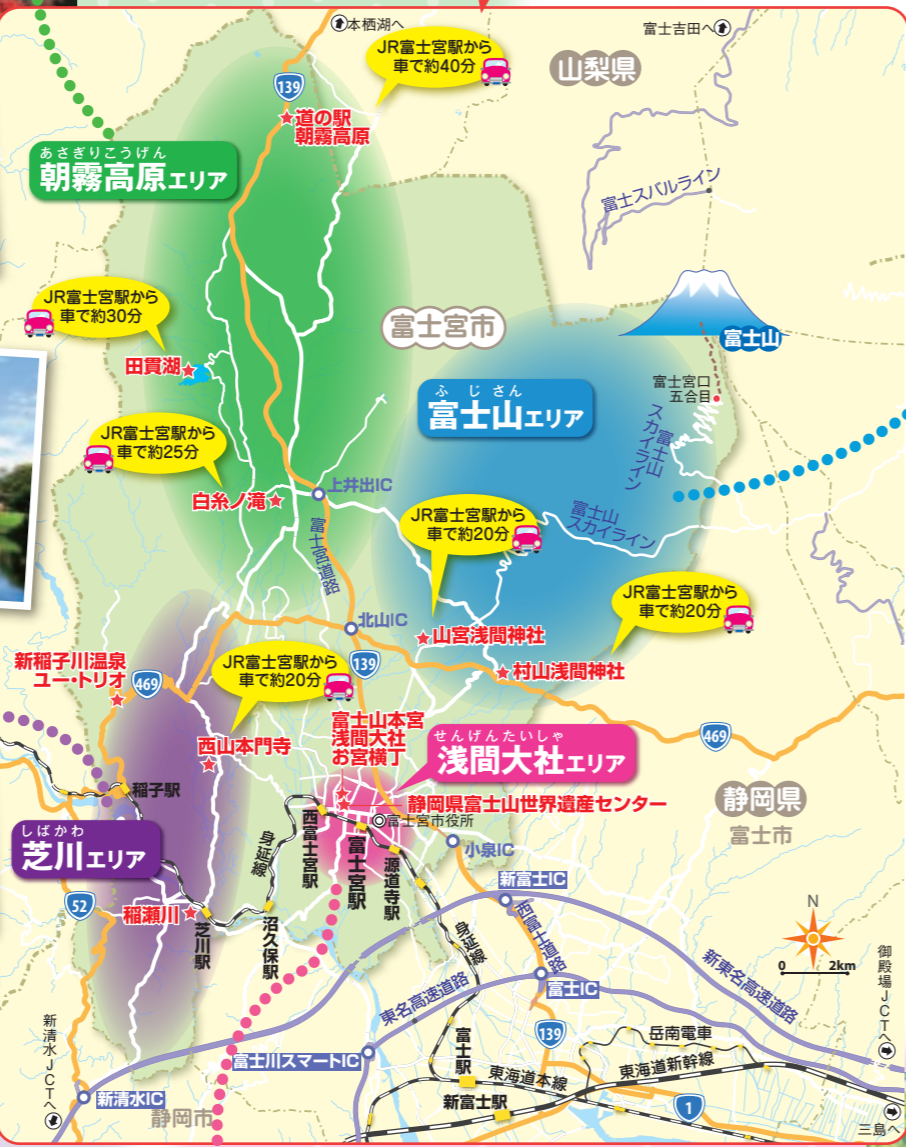 本栖湖へ
富士吉田へ
JR富士宮駅から
車で約40分
山梨県
139
道の駅
朝霧高原
あさぎりこうげん
朝霧高原エリア
富士スバルライン
JR富士宮駅から
車で約30分
富士宮市
富士山
田貫湖
ふじさん
富士山エリア
富士宮口
五合目
富士山
スカイライン
JR富士宮駅から
車で約25分
白糸ノ滝
上井出IC
富士宮道路
JR富士宮駅から
車で約20分
富士山
スカイライン
JR富士宮駅から
車で約20分
北山IC
山宮浅間神社
村山浅間神社
新稲子川温泉
ユー・トリオ
469
JR富士宮駅から
車で約20分
139
西山本門寺
富士山本宮
浅間大社
お宮横丁
せんげんたいしゃ
浅間大社エリア
469
稲子駅
静岡県富士山世界遺産センター
富士宮市役所
静岡県
富士市
しばかわ
芝川エリア
身延線
西富士宮駅
富士宮駅
源道寺駅
小泉IC
新富士IC
52
稲瀬川
芝川駅
沼久保駅
身延線
西富士道路
N
0 2km
御殿場JCTへ
新東名高速道路
東名高速道路
富士IC
新清水JCTへ
富士川スマートIC
139
岳南電車
富士駅
東海道本線
東海道新幹線
新清水IC
静岡市
新富士駅
1
三島へ